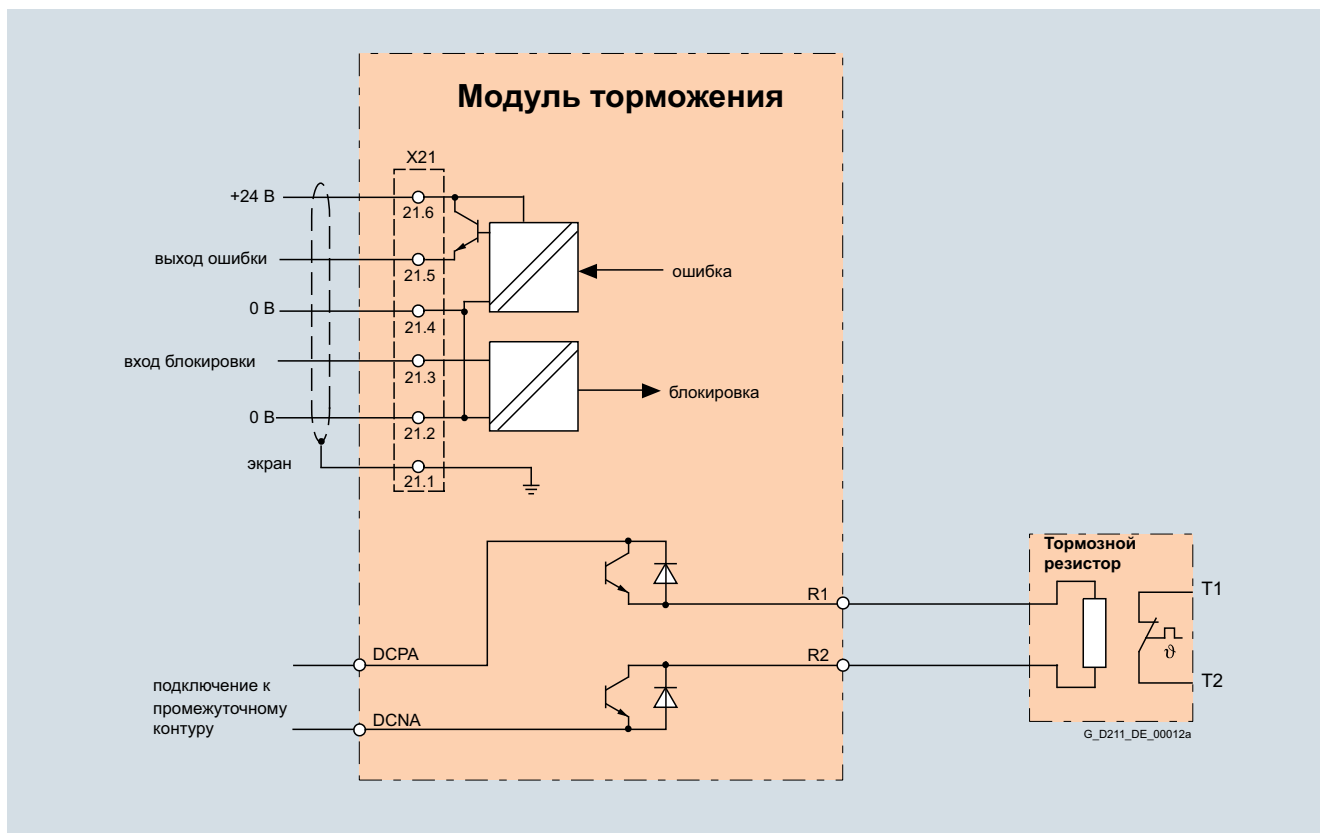 Модуль торможения
X21
+24 В
21.6
выход ошибки
21.5
ошибка
0 В
21.4
вход блокировки
21.3
блокировка
0 В
21.2
экран
21.1
Тормозной
резистор
R1
T1
DCPA
R2
ϑ
T2
подключение к
промежуточному
контуру
DCNA
G_D211_DE_00012a